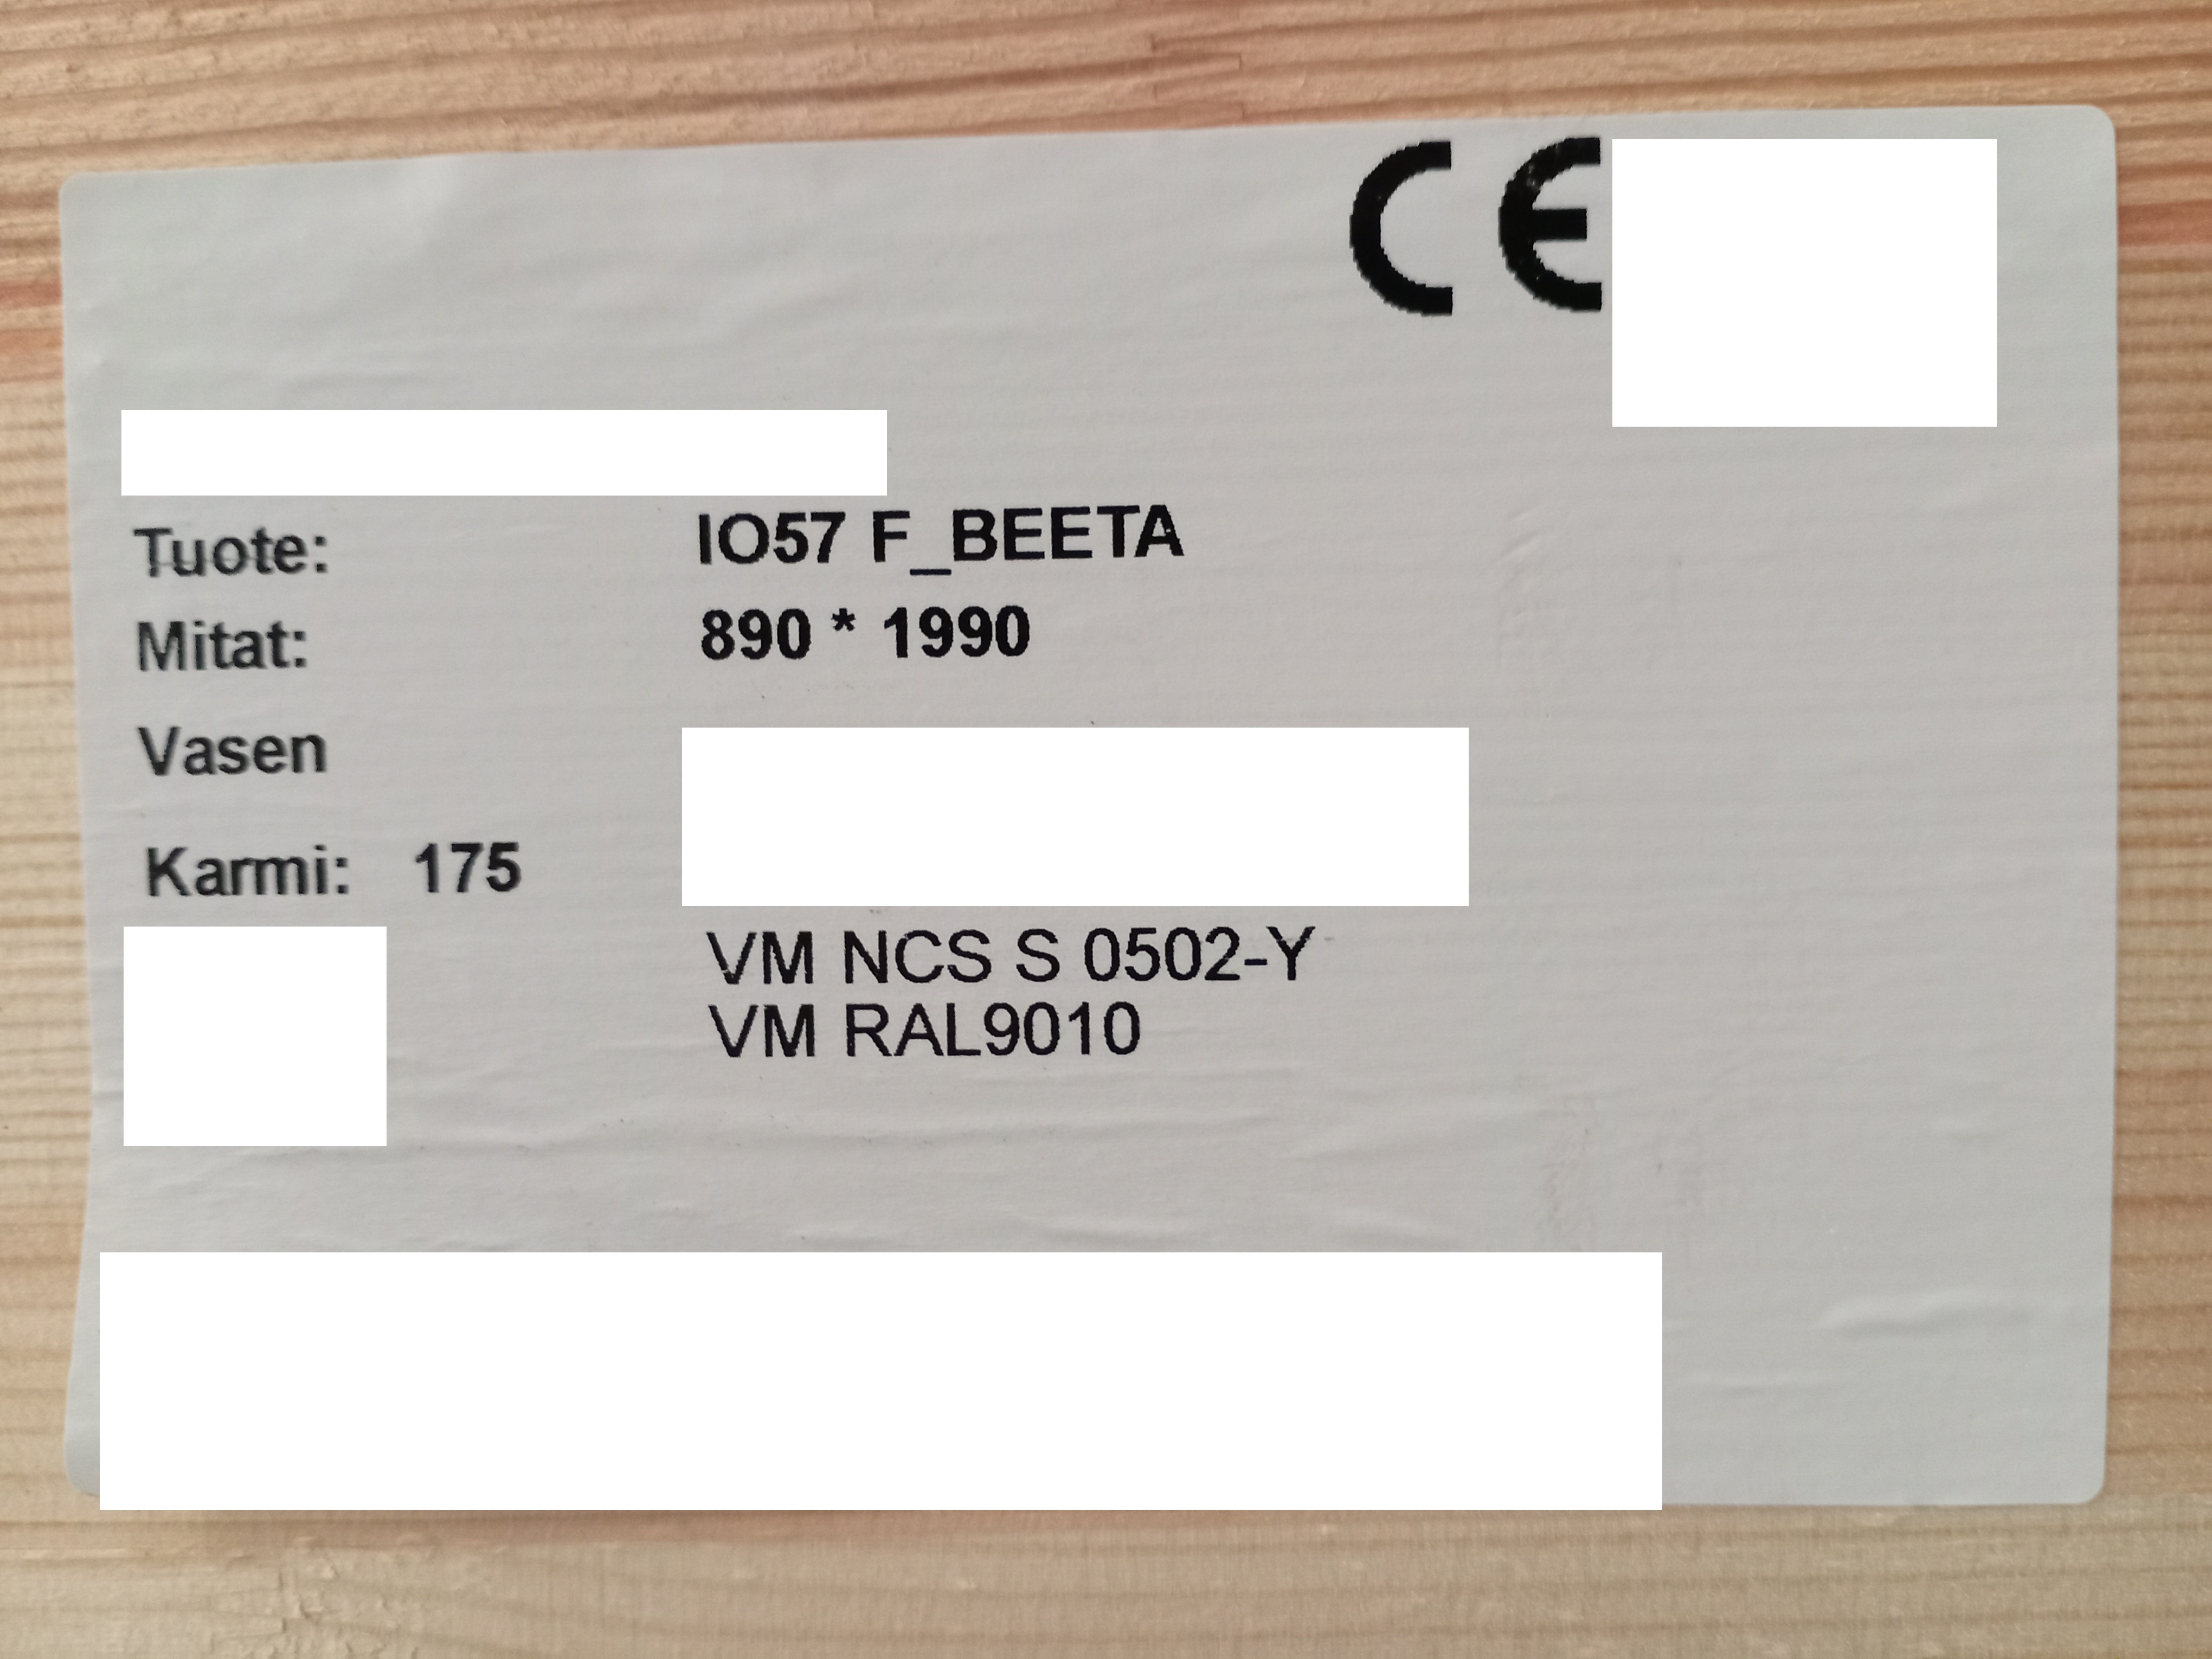 CE
Tuote: IO57 F_BEETA
Mitat: 890 * 1990
Vasen
Karmi: 175
VM NCS S 0502-Y
VM RAL9010